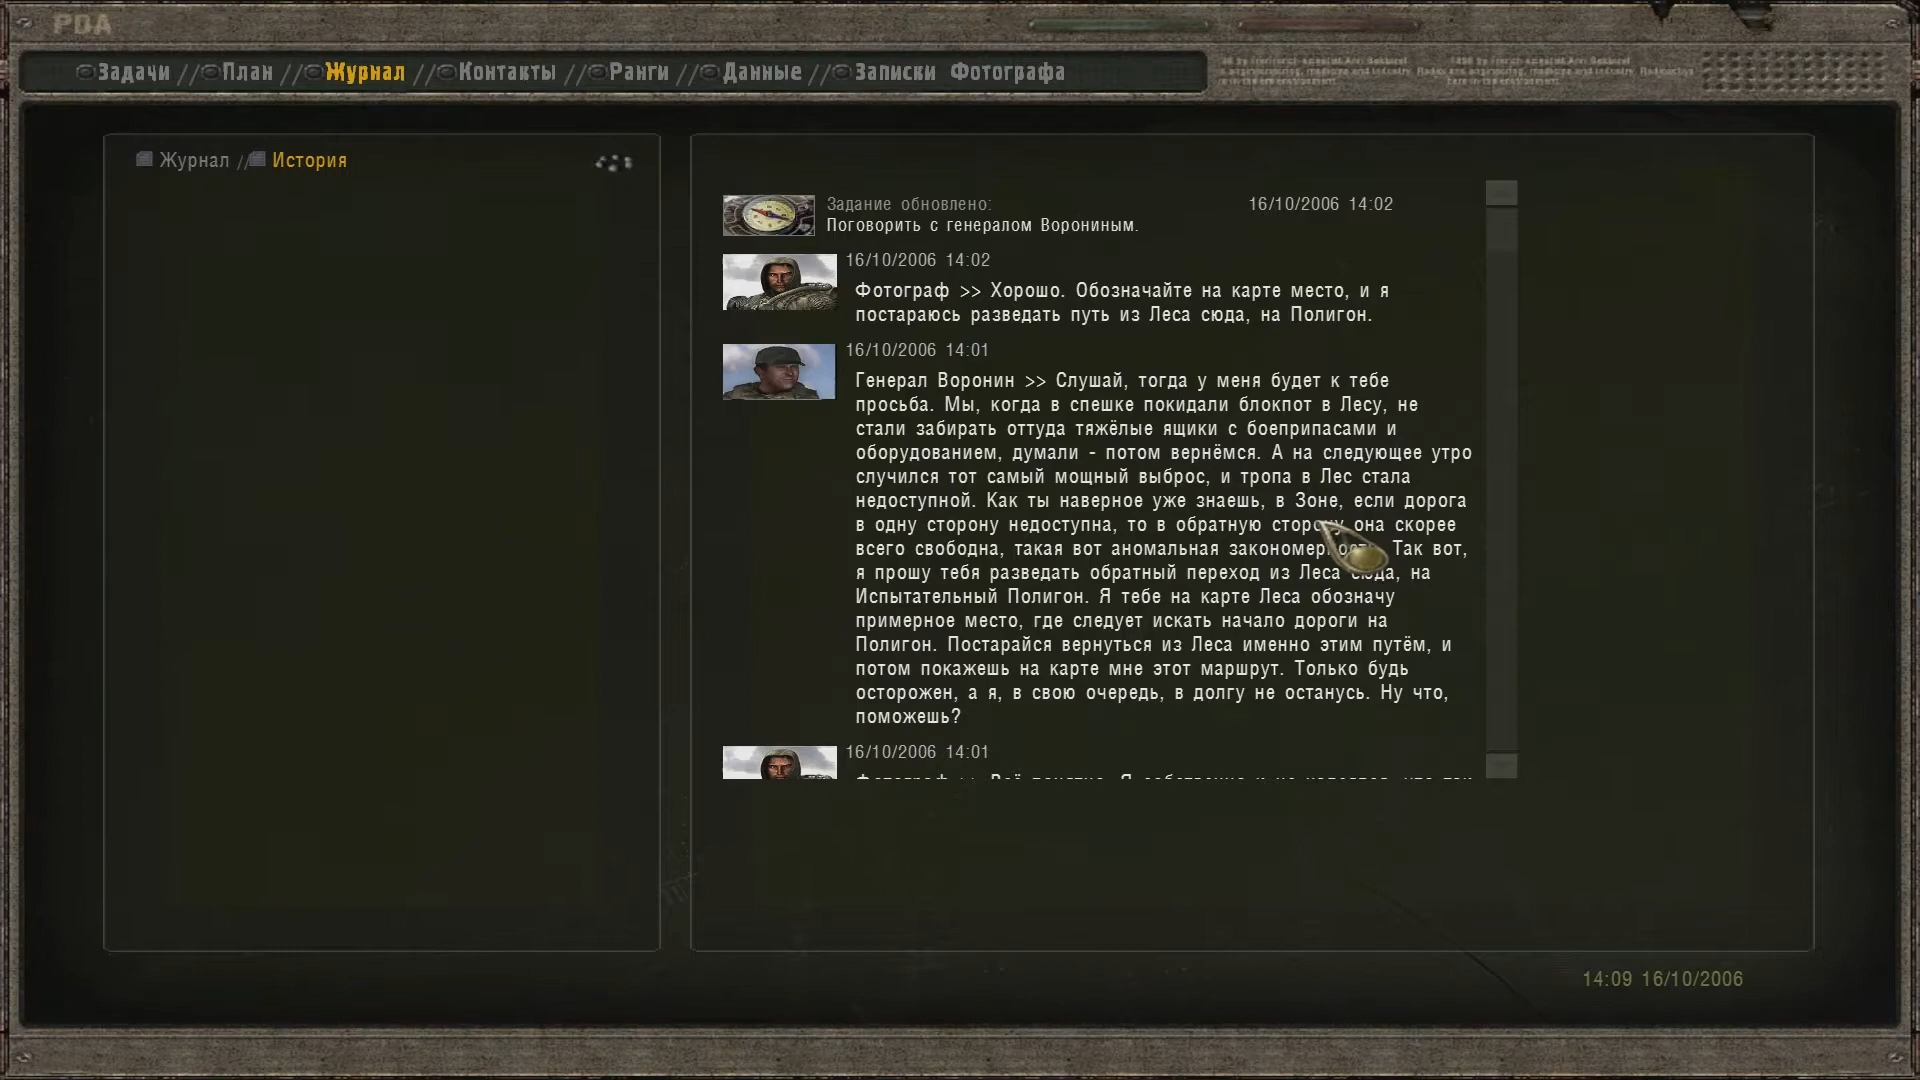 PDA
Задачи // План // Журнал // Контакты // Ранги // Данные // Записки Фотографа
Журнал // История
Задание обновлено: 16/10/2006 14:02
Поговорить с генералом Ворониным.
16/10/2006 14:02
Фотограф >> Хорошо. Обозначайте на карте место, и я
постараюсь разведать путь из Леса сюда, на Полигон.
16/10/2006 14:01
Генерал Воронин >> Слушай, тогда у меня будет к тебе
просьба. Мы, когда в спешке покидали блокпот в Лесу, не
стали забирать оттуда тяжёлые ящики с боеприпасами и
оборудованием, думали - потом вернёмся. А на следующее утро
случился тот самый мощный выброс, и тропа в Лес стала
недоступной. Как ты наверное уже знаешь, в Зоне, если дорога
в одну сторону недоступна, то в обратную сторону она скорее
всего свободна, такая вот аномальная закономерность. Так вот,
я прошу тебя разведать обратный переход из Леса сюда, на
Испытательный Полигон. Я тебе на карте Леса обозначу
примерное место, где следует искать начало дороги на
Полигон. Постарайся вернуться из Леса именно этим путём, и
потом покажешь на карте мне этот маршрут. Только будь
осторожен, а я, в свою очередь, в долгу не останусь. Ну что,
поможешь?
16/10/2006 14:01
14:09 16/10/2006